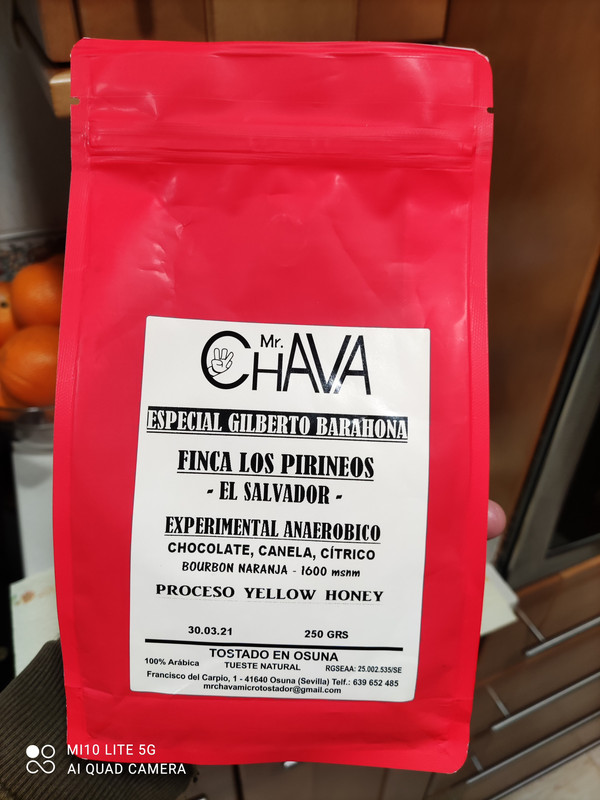 Mr.
CHAVA
ESPECIAL GILBERTO BARAHONA
FINCA LOS PIRINEOS
- EL SALVADOR -
EXPERIMENTAL ANAEROBICO
CHOCOLATE, CANELA, CÍTRICO
BOURBON NARANJA - 1600 msnm
PROCESO YELLOW HONEY
30.03.21 250 GRS
TOSTADO EN OSUNA
100% Arábica TUESTE NATURAL RGSEAA: 25.002.535/SE
Francisco del Carpio, 1 - 41640 Osuna (Sevilla) Telf.: 639 652 485
mrchavamicrotostador@gmail.com
MI10 LITE 5G
AI QUAD CAMERA